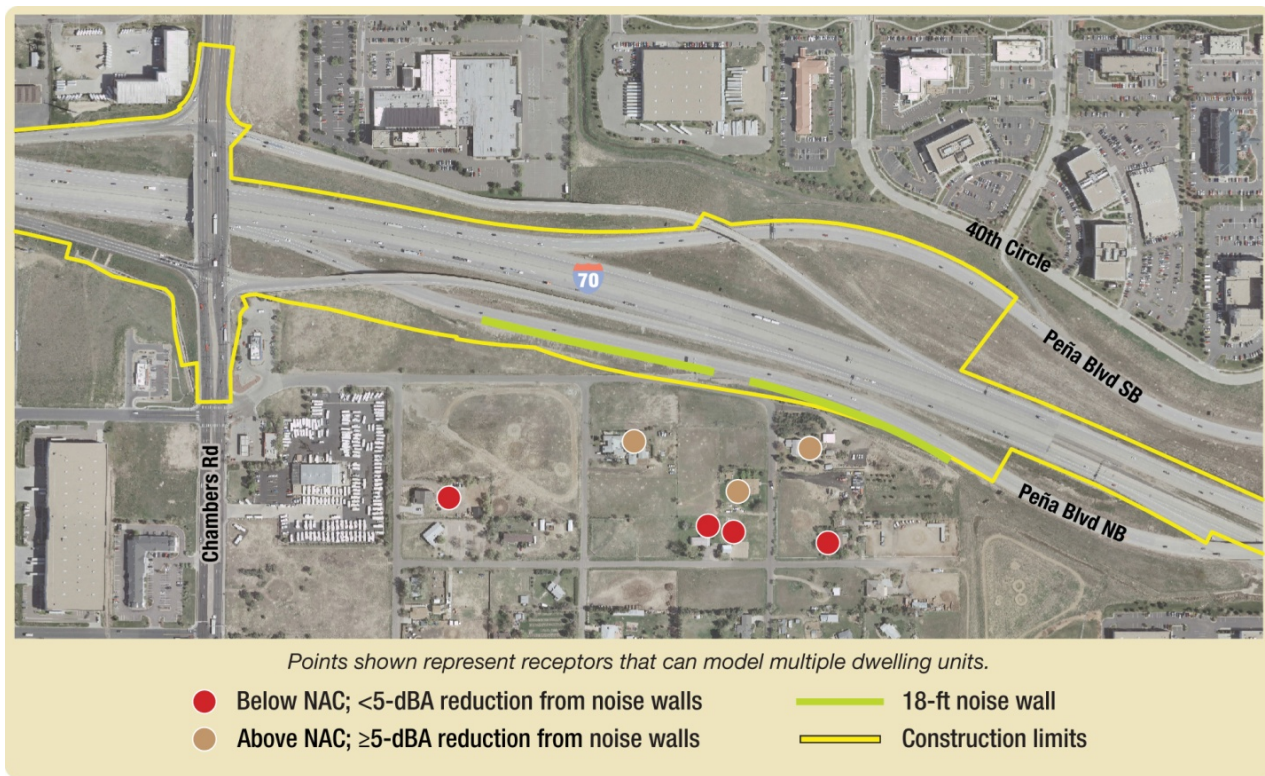 70
40th Circle
Peña Blvd SB
Chambers Rd
Peña Blvd NB
Points shown represent receptors that can model multiple dwelling units.
Below NAC; <5-dBA reduction from noise walls
18-ft noise wall
Above NAC; ≥5-dBA reduction from noise walls
Construction limits